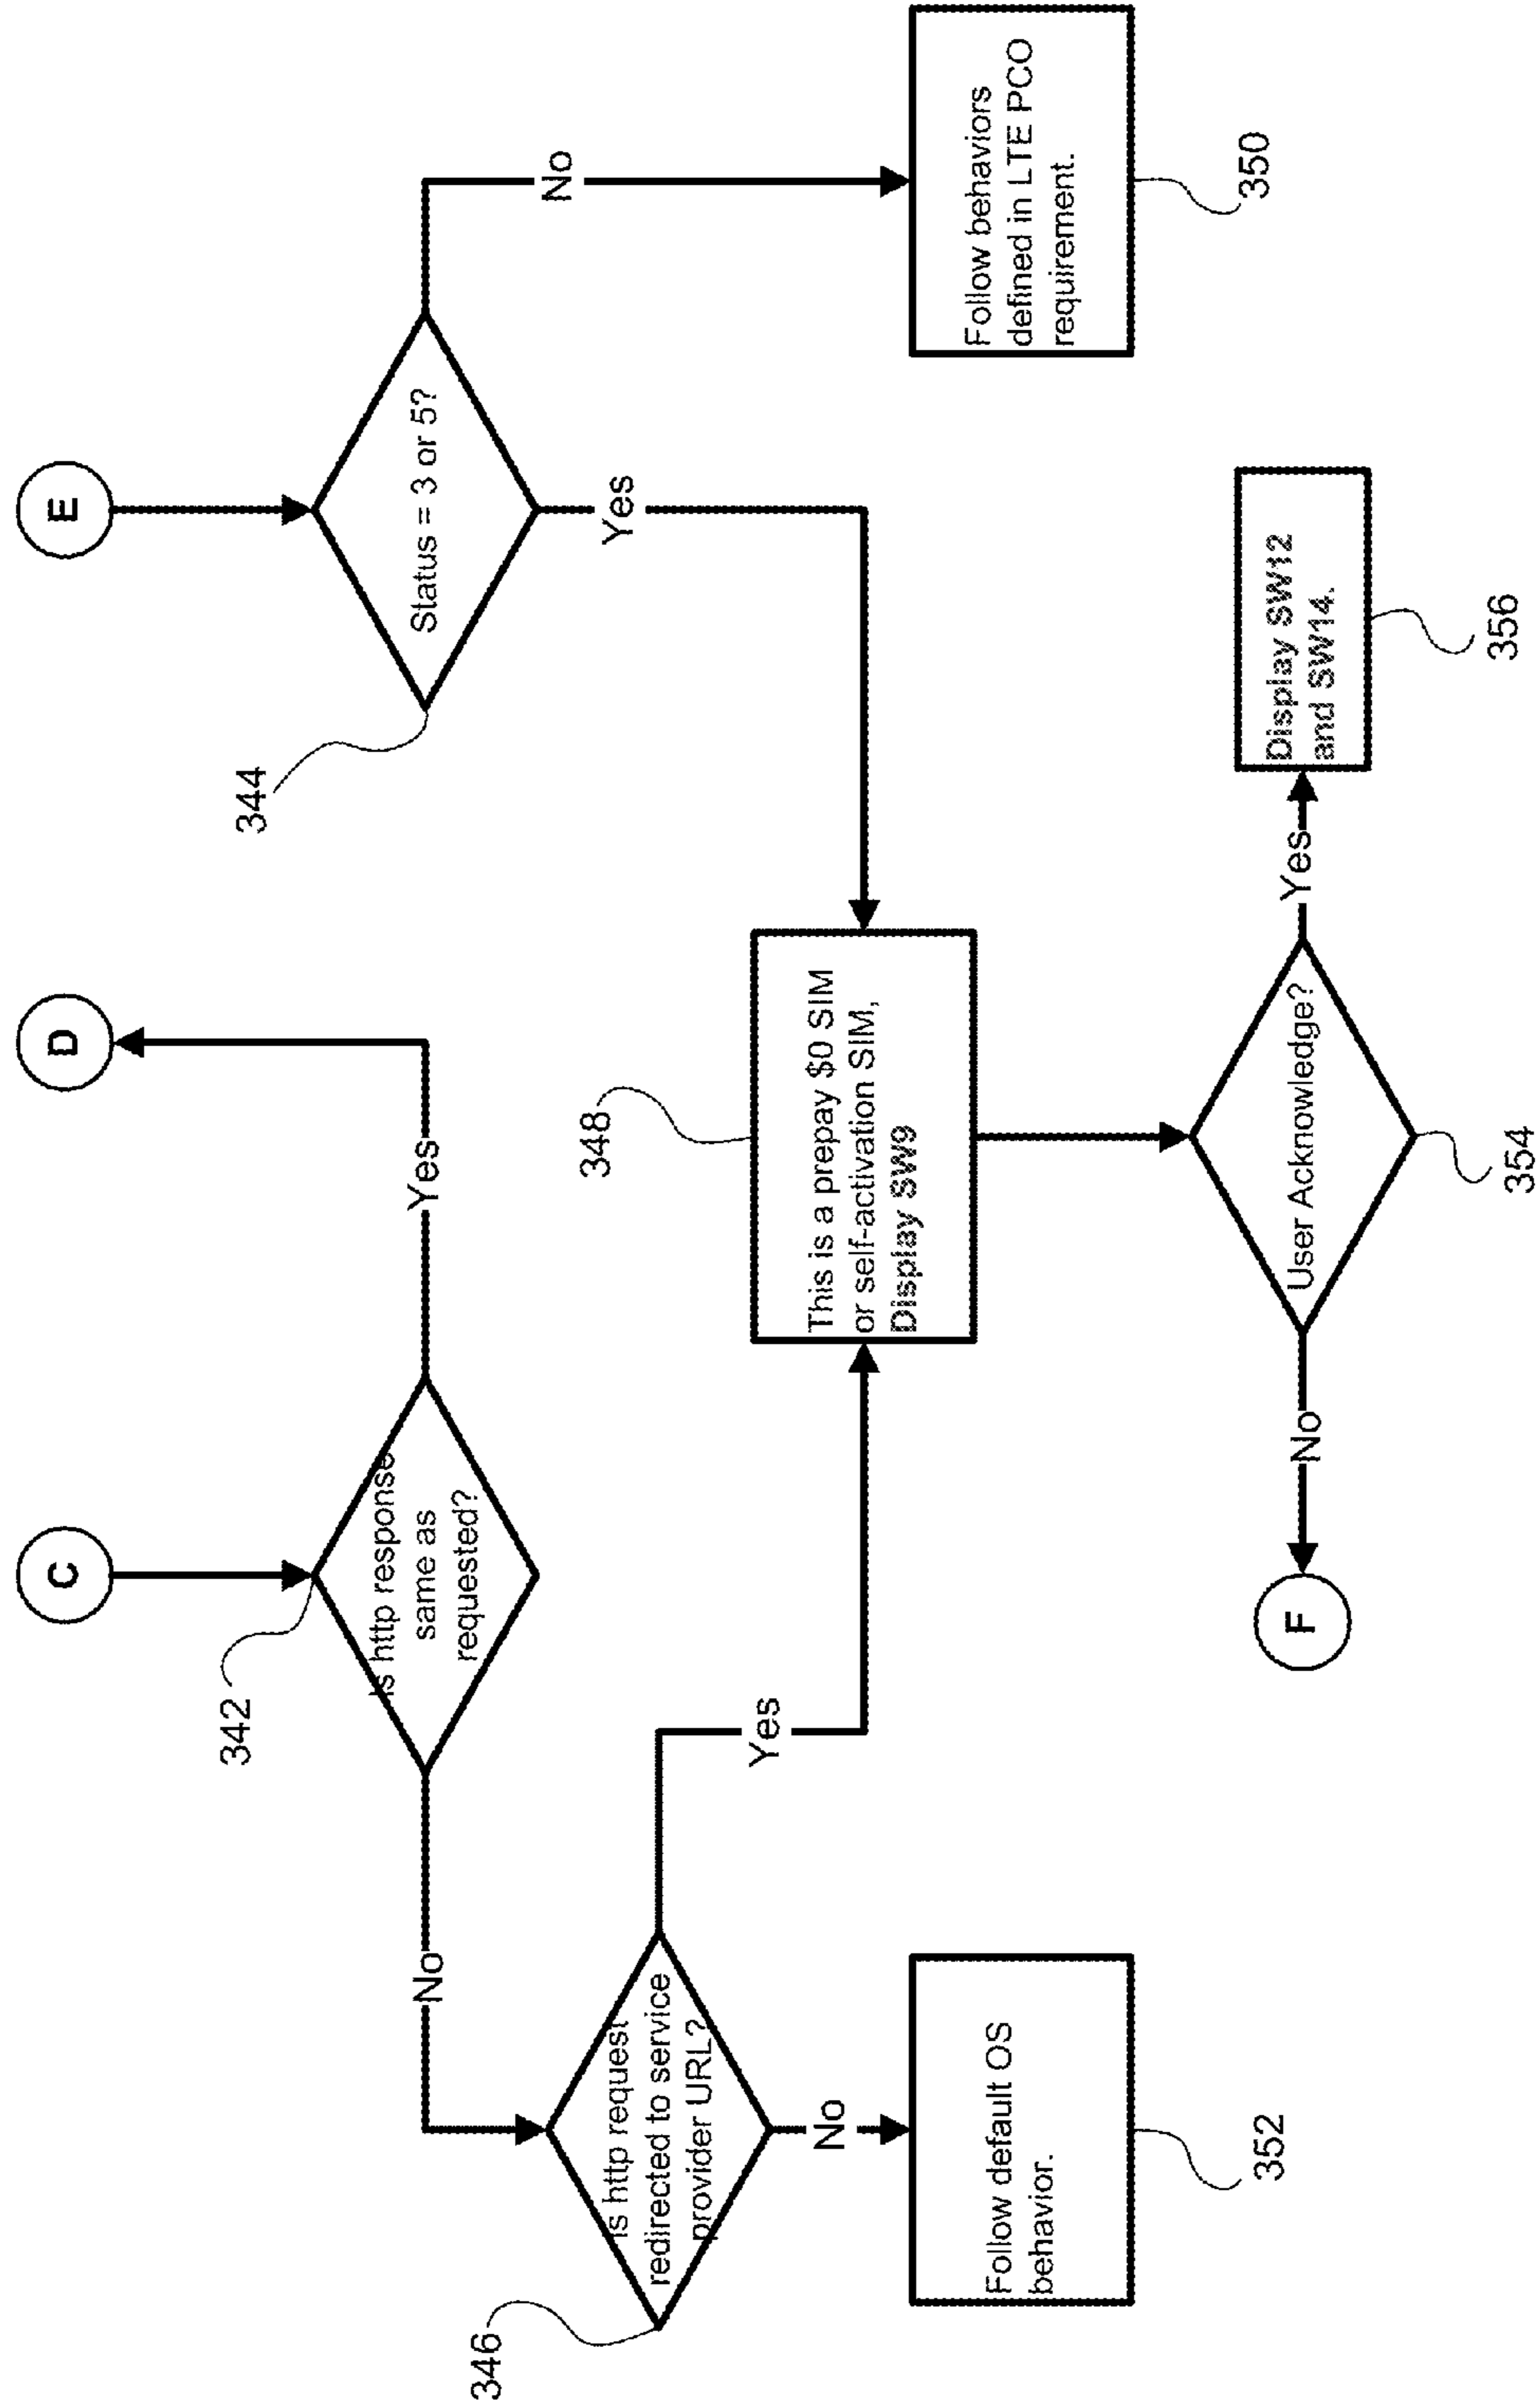 C
D
E
342
Is http response
same as
requested?
Yes
No
344
Status = 3 or 5?
No
Yes
346
Is http request
redirected to service
provider URL?
Yes
No
348
This is a prepay $0 SIM
or self-activation SIM,
Display SW9
Follow default OS
behavior.
352
Follow behaviors
defined in LTE PCO
requirement.
350
F
No
User Acknowledge?
354
Yes
Display SW12
and SW14.
356